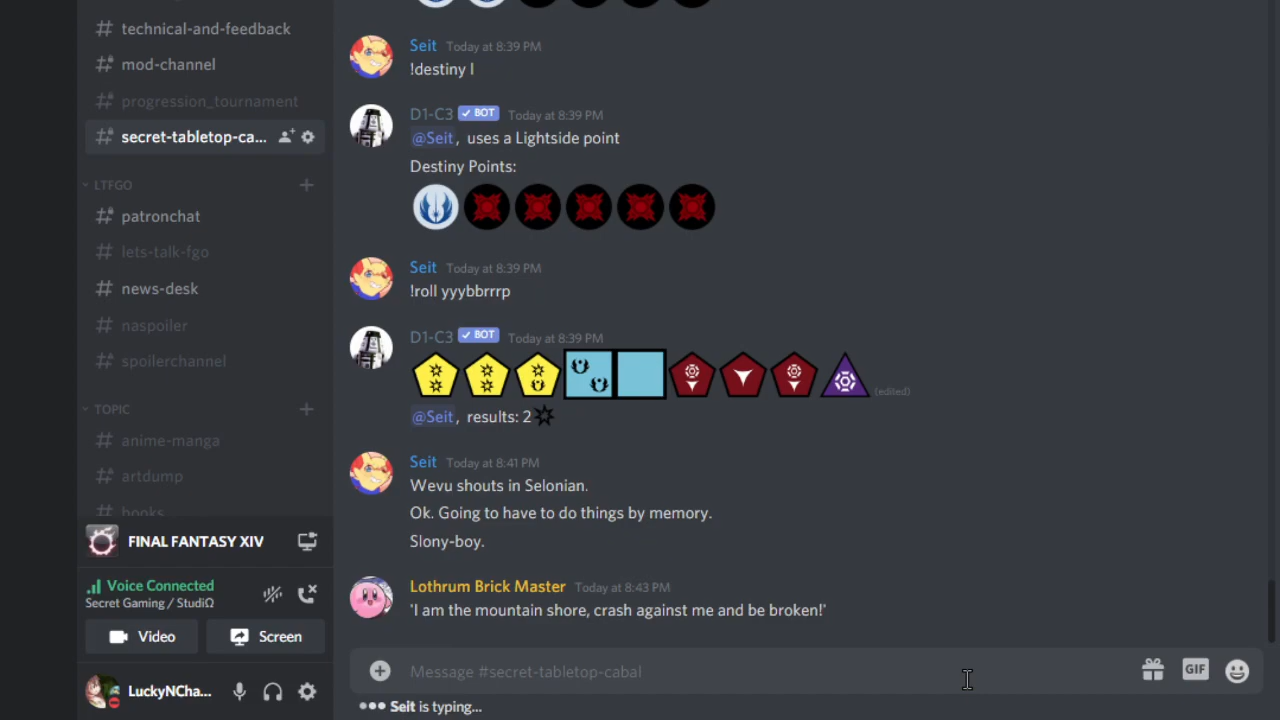 technical-and-feedback
mod-channel
progression_tournament
secret-tabletop-ca...
LTFGO
patronchat
lets-talk-fgo
news-desk
naspoiler
spoilerchannel
TOPIC
anime-manga
artdump
books
FINAL FANTASY XIV
Voice Connected
Secret Gaming / StudiΩ
Video
Screen
LuckyNCha...
Seit Today at 8:39 PM
!destiny l
D1-C3 ✓ BOT Today at 8:39 PM
@Seit, uses a Lightside point
Destiny Points:
Seit Today at 8:39 PM
!roll yyybbrrrp
D1-C3 ✓ BOT Today at 8:39 PM
(edited)
@Seit, results: 2
Seit Today at 8:41 PM
Wevu shouts in Selonian.
Ok. Going to have to do things by memory.
Slony-boy.
Lothrum Brick Master Today at 8:43 PM
'I am the mountain shore, crash against me and be broken!'
Message #secret-tabletop-cabal
GIF
Seit is typing...